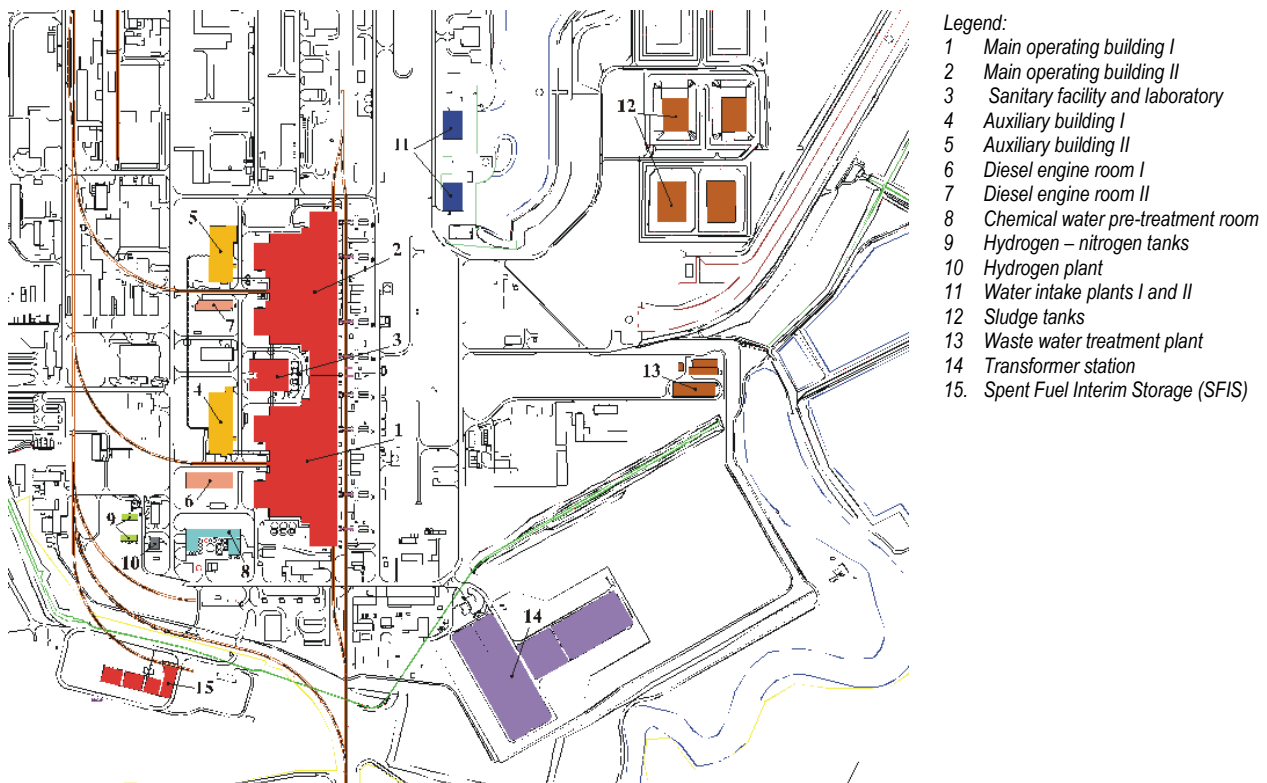 12
11
5
2
7
3
13
4
1
6
9
10
8
14
15
Legend:
1 Main operating building I
2 Main operating building II
3 Sanitary facility and laboratory
4 Auxiliary building I
5 Auxiliary building II
6 Diesel engine room I
7 Diesel engine room II
8 Chemical water pre-treatment room
9 Hydrogen – nitrogen tanks
10 Hydrogen plant
11 Water intake plants I and II
12 Sludge tanks
13 Waste water treatment plant
14 Transformer station
15. Spent Fuel Interim Storage (SFIS)